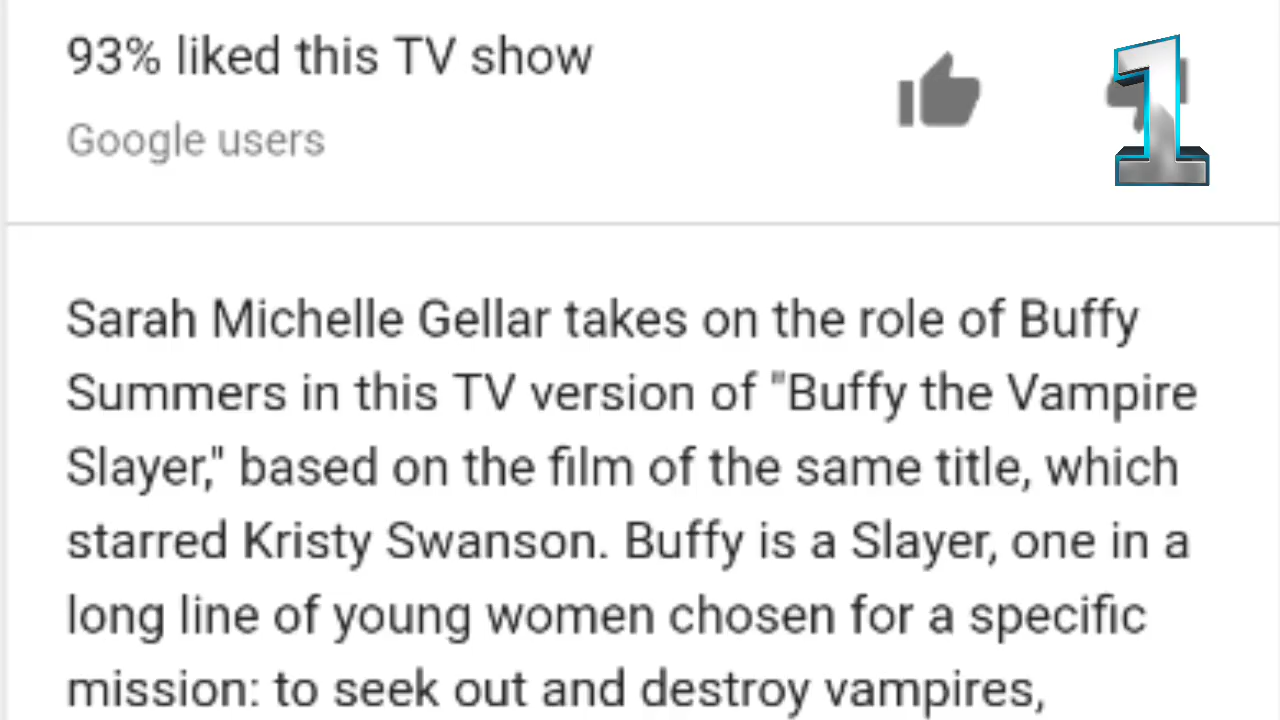 93% liked this TV show
1
Google users
Sarah Michelle Gellar takes on the role of Buffy
Summers in this TV version of "Buffy the Vampire
Slayer," based on the film of the same title, which
starred Kristy Swanson. Buffy is a Slayer, one in a
long line of young women chosen for a specific
mission: to seek out and destroy vampires,